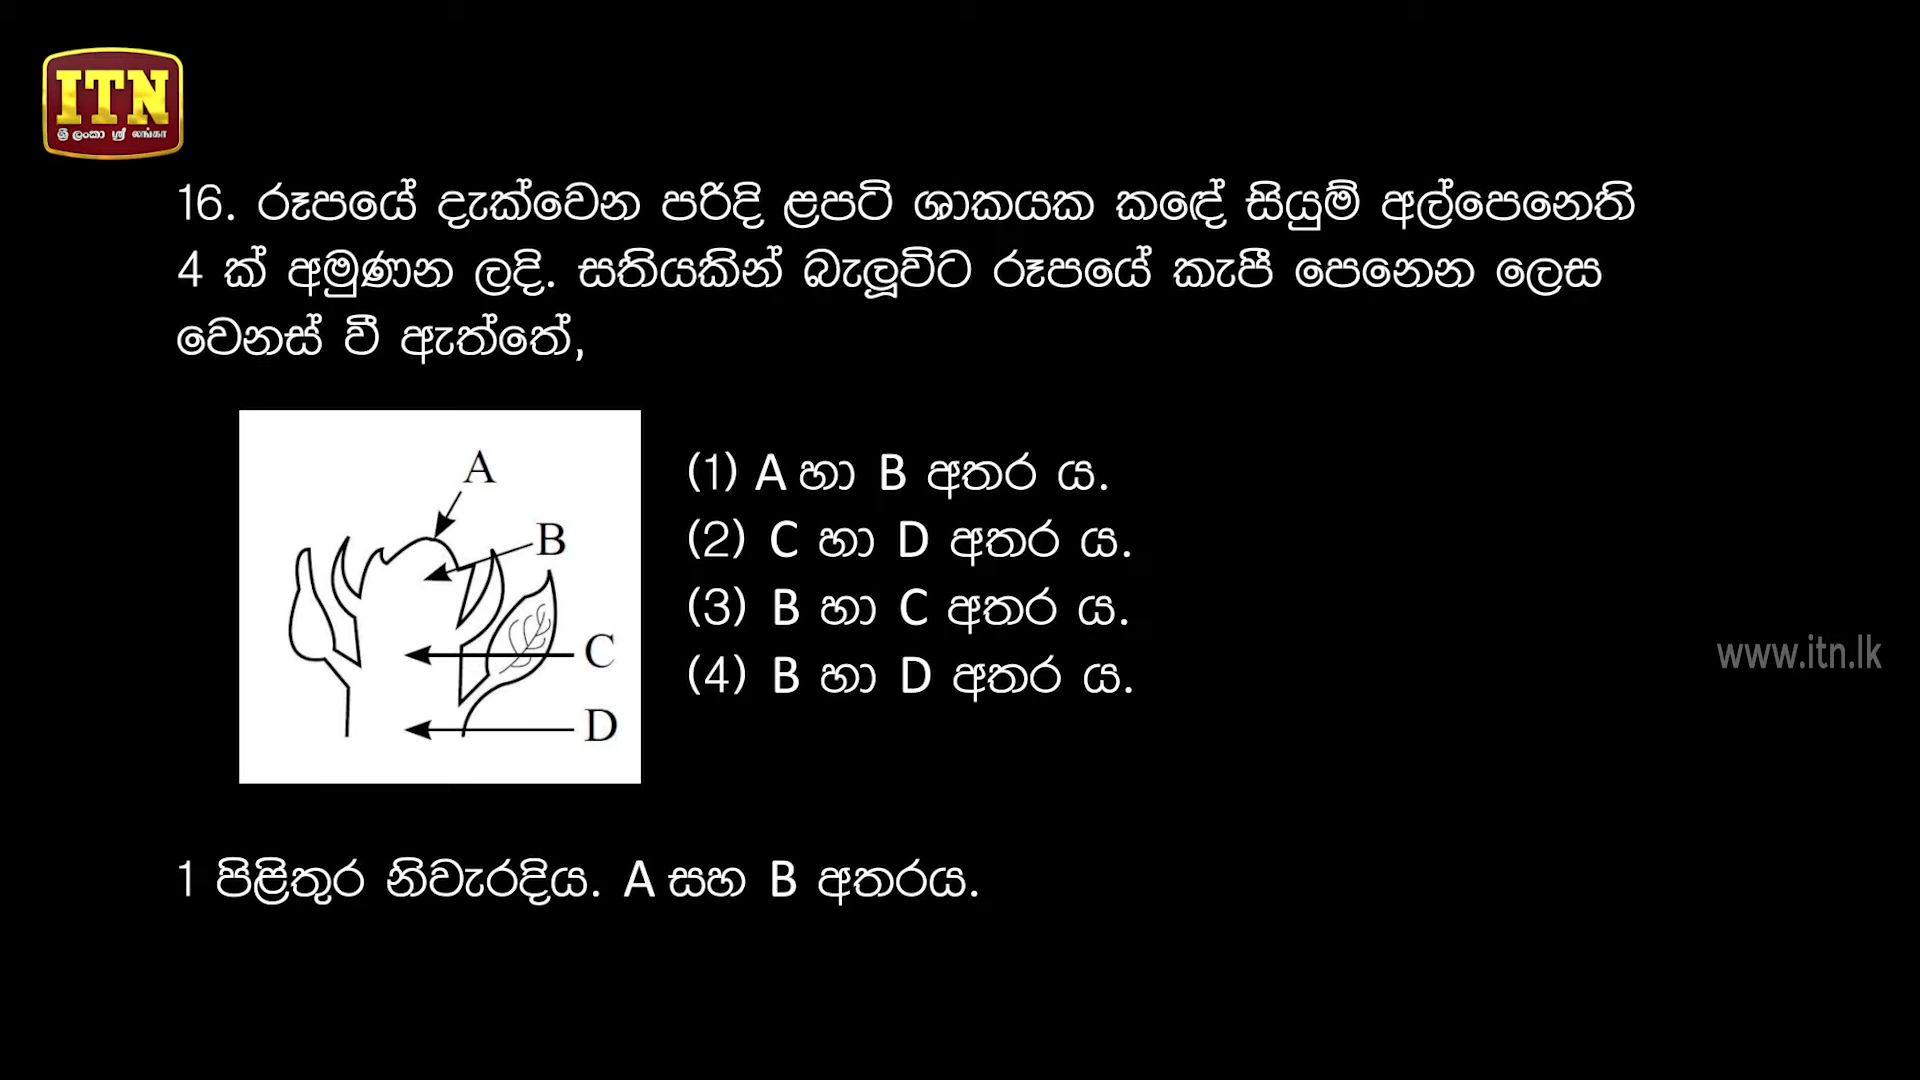 ITN
ශ්‍රී ලංකා ஸ்ரீ லங்கா
16. රූපයේ දැක්වෙන පරිදි ළපටි ශාකයක කඳේ සියුම් අල්පෙනෙති
4 ක් අමුණන ලදි. සතියකින් බැලූවිට රූපයේ කැපී පෙනෙන ලෙස
වෙනස් වී ඇත්තේ,
A
B
C
D
(1) A හා B අතර ය.
(2) C හා D අතර ය.
(3) B හා C අතර ය.
(4) B හා D අතර ය.
www.itn.lk
1 පිළිතුර නිවැරදිය. A සහ B අතරය.